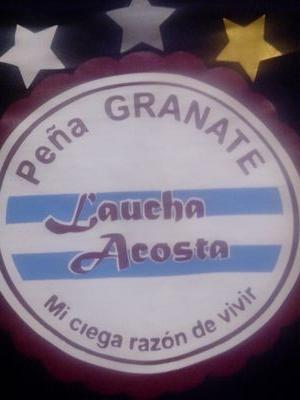 Peña GRANATE
Laucha
Acosta
Mi ciega razón de vivir